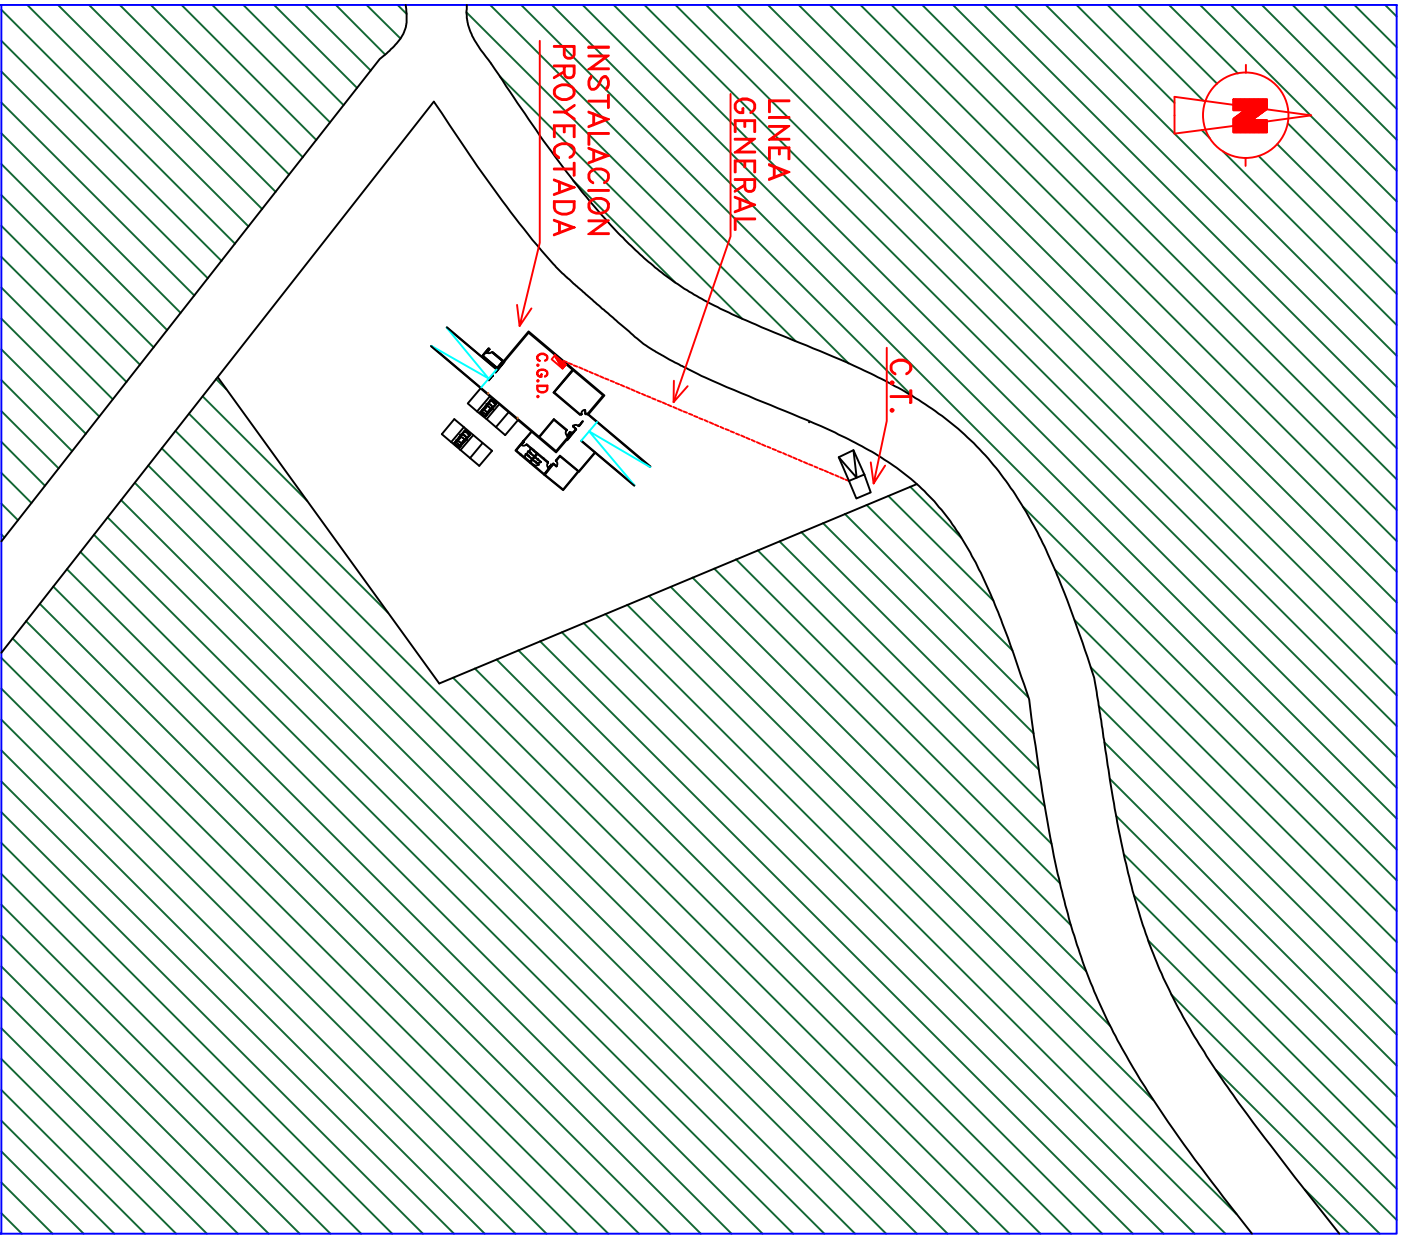 INSTALACION
PROYECTADA
LINEA
GENERAL
C.T.
C.G.D.
N